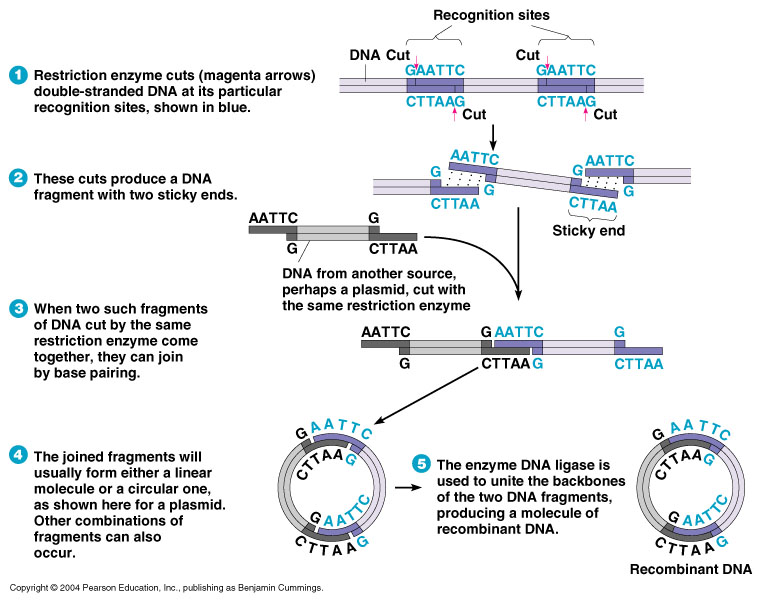 Recognition sites
DNA Cut Cut
GAATTC GAATTC
1 Restriction enzyme cuts (magenta arrows)
double-stranded DNA at its particular
recognition sites, shown in blue.
CTTAAG CTTAAG
Cut Cut
AATTC AATTC
G G
2 These cuts produce a DNA
fragment with two sticky ends.
G G
CTTAA CTTAA
Sticky end
AATTC G
G CTTAA
DNA from another source,
perhaps a plasmid, cut with
the same restriction enzyme
3 When two such fragments
of DNA cut by the same
restriction enzyme come
together, they can join
by base pairing.
AATTC GAATTC G
G CTTAAG CTTAA
4 The joined fragments will
usually form either a linear
molecule or a circular one,
as shown here for a plasmid.
Other combinations of
fragments can also
occur.
GAATTC
CTTAAG
GAATTC
CTTAAG
5 The enzyme DNA ligase is
used to unite the backbones
of the two DNA fragments,
producing a molecule of
recombinant DNA.
GAATTC
CTTAAG
GAATTC
CTTAAG
Recombinant DNA
Copyright © 2004 Pearson Education, Inc., publishing as Benjamin Cummings.